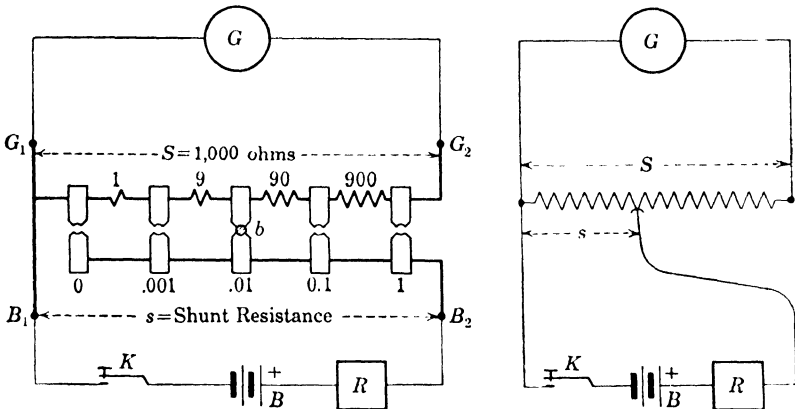 G
G
G₁
G₂
S=1,000 ohms
S
1 9 90 900
b
s
0 .001 .01 0.1 1
B₁
s=Shunt Resistance
B₂
K
+
B
R
K
+
B
R